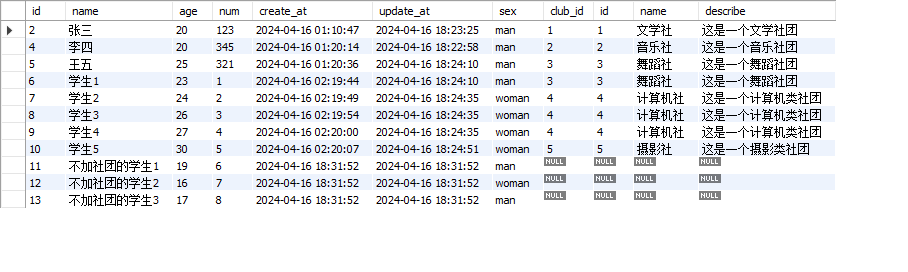 id name age num create_at update_at sex club_id id name describe
2 张三 20 123 2024-04-16 01:10:47 2024-04-16 18:23:25 man 1 1 文学社 这是一个文学社团
4 李四 20 345 2024-04-16 01:20:14 2024-04-16 18:22:58 man 2 2 音乐社 这是一个音乐社团
5 王五 25 321 2024-04-16 01:20:36 2024-04-16 18:24:10 man 3 3 舞蹈社 这是一个舞蹈社团
6 学生1 23 1 2024-04-16 02:19:44 2024-04-16 18:24:10 man 3 3 舞蹈社 这是一个舞蹈社团
7 学生2 24 2 2024-04-16 02:19:49 2024-04-16 18:24:35 woman 4 4 计算机社 这是一个计算机类社团
8 学生3 26 3 2024-04-16 02:19:54 2024-04-16 18:24:35 woman 4 4 计算机社 这是一个计算机类社团
9 学生4 27 4 2024-04-16 02:20:00 2024-04-16 18:24:35 woman 4 4 计算机社 这是一个计算机类社团
10 学生5 30 5 2024-04-16 02:20:07 2024-04-16 18:24:51 woman 5 5 摄影社 这是一个摄影类社团
11 不加社团的学生1 19 6 2024-04-16 18:31:52 2024-04-16 18:31:52 man NULL NULL NULL NULL
12 不加社团的学生2 16 7 2024-04-16 18:31:52 2024-04-16 18:31:52 woman NULL NULL NULL NULL
13 不加社团的学生3 17 8 2024-04-16 18:31:52 2024-04-16 18:31:52 man NULL NULL NULL NULL